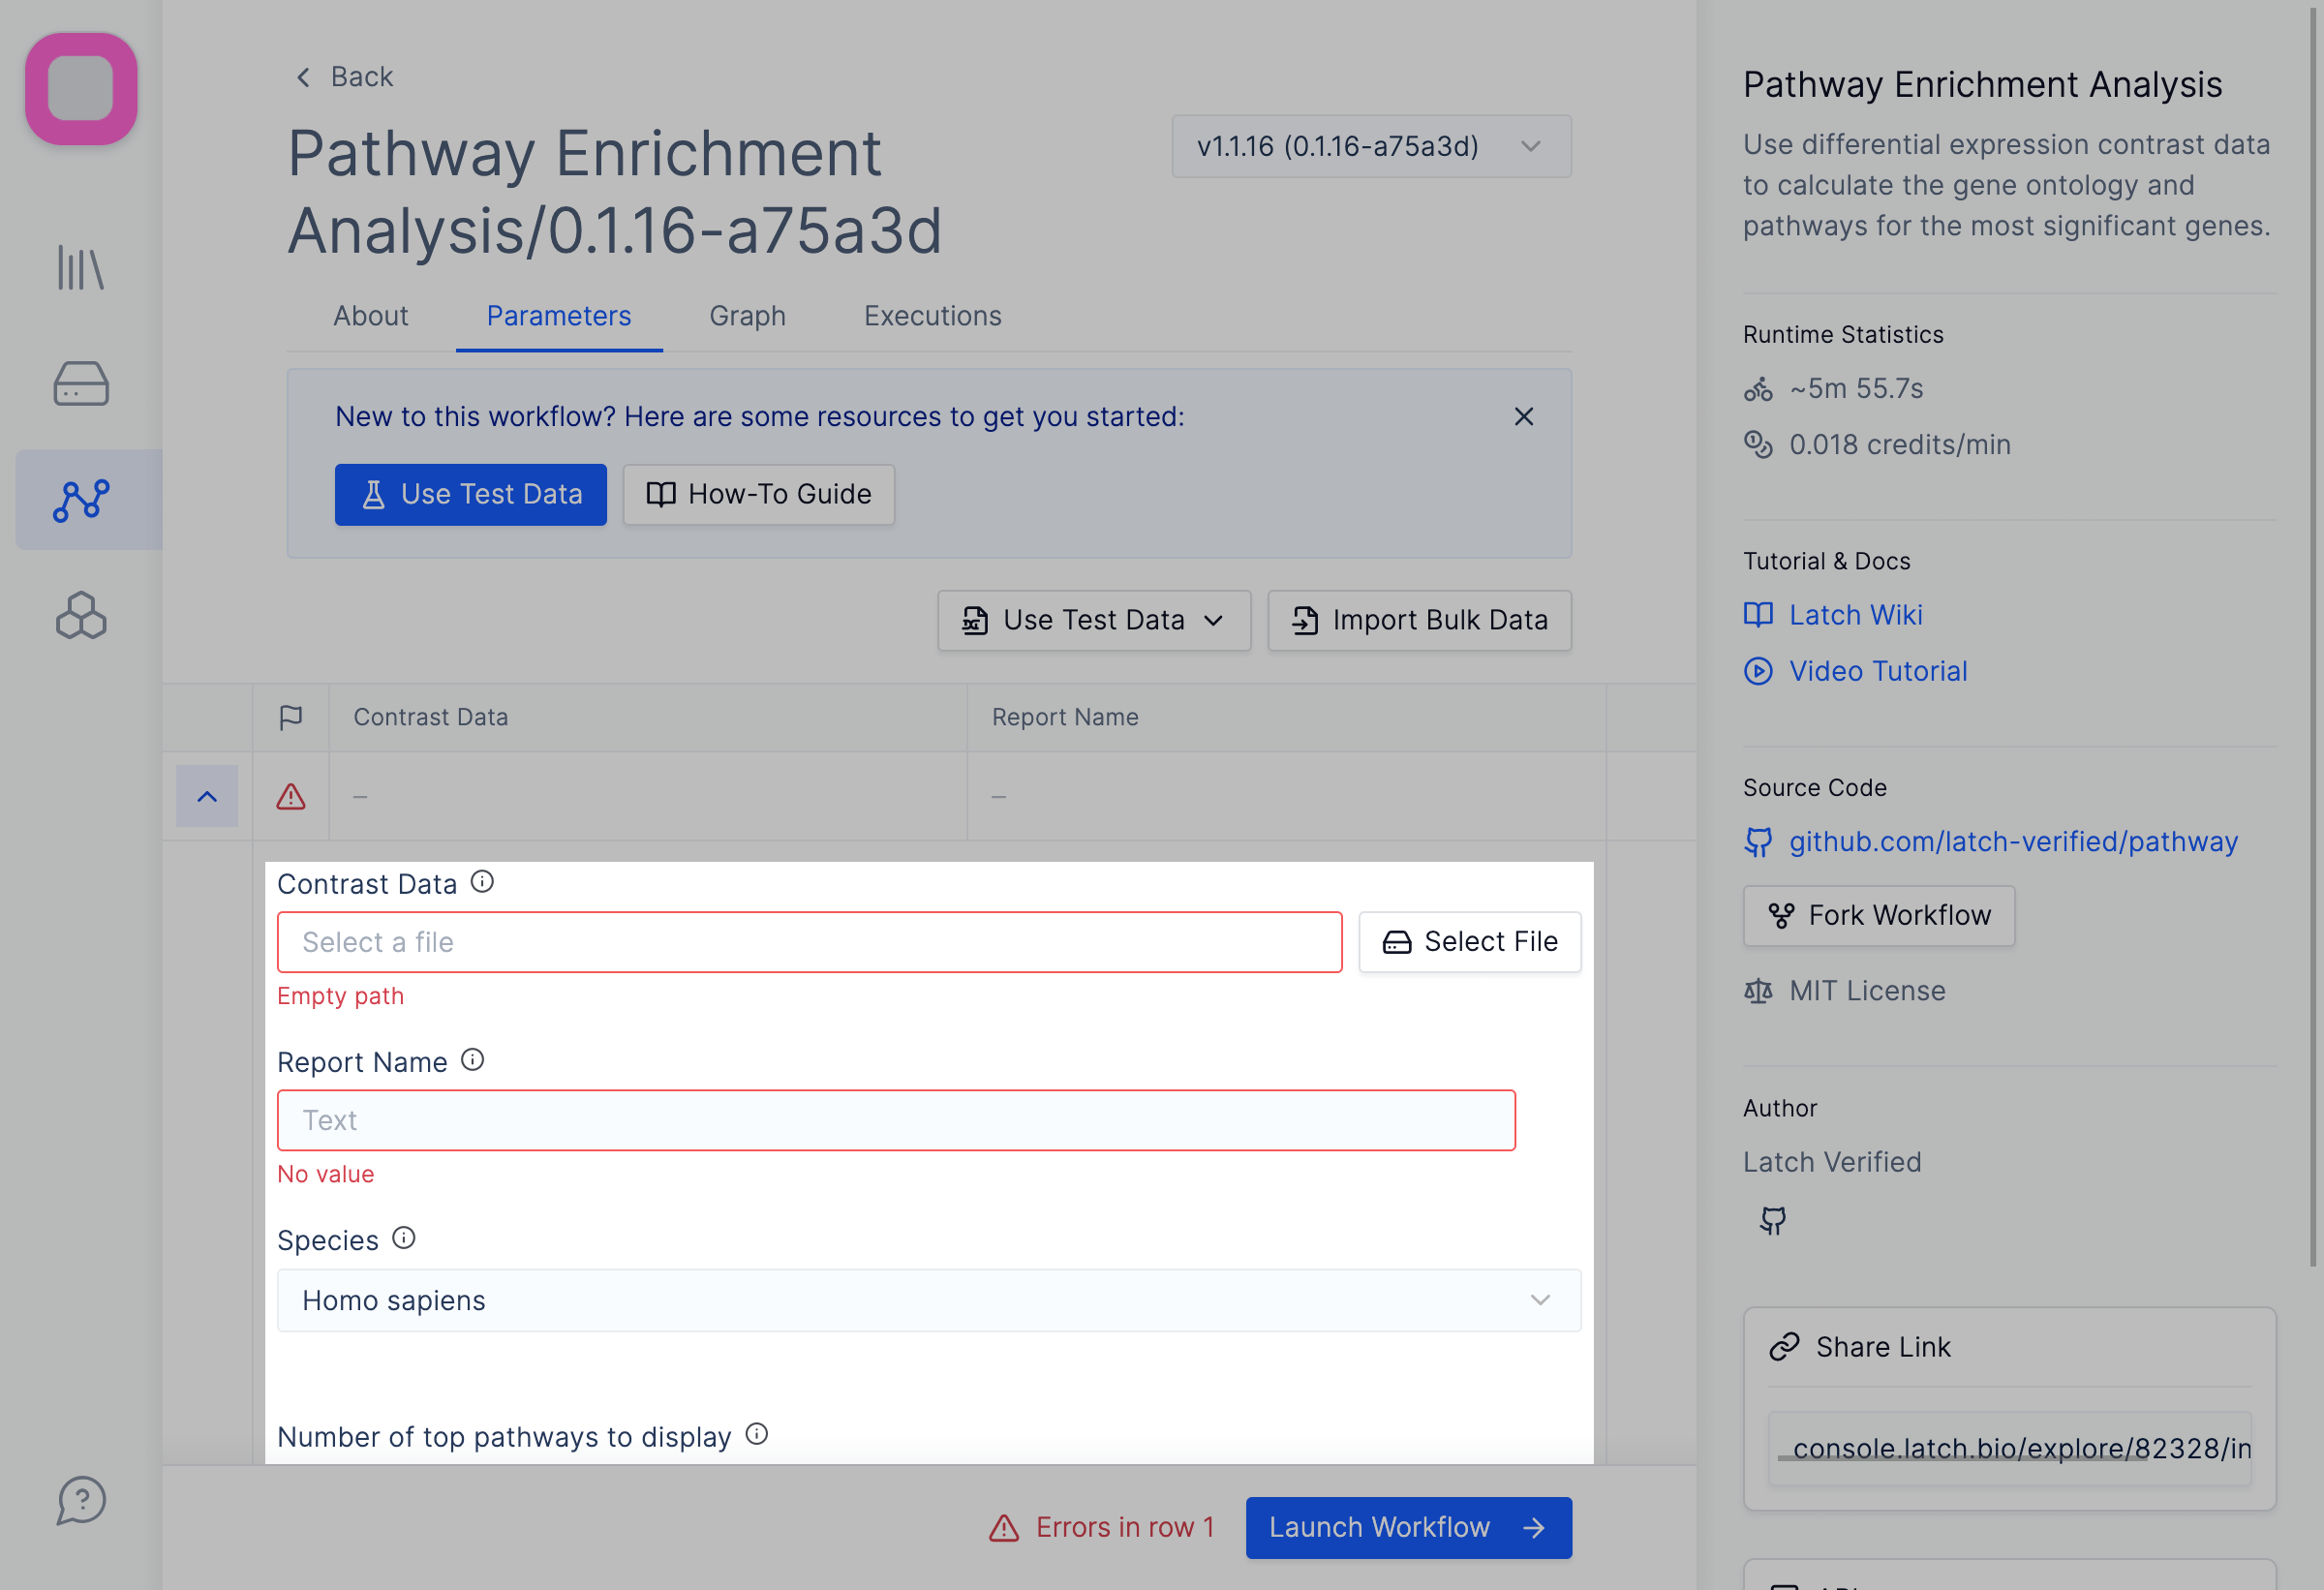 Back
Pathway Enrichment
Analysis/0.1.16-a75a3d
v1.1.16 (0.1.16-a75a3d)
About
Parameters
Graph
Executions
New to this workflow? Here are some resources to get you started:
Use Test Data
How-To Guide
Use Test Data
Import Bulk Data
Contrast Data
Report Name
–
–
Contrast Data
Select a file
Select File
Empty path
Report Name
Text
No value
Species
Homo sapiens
Number of top pathways to display
Errors in row 1
Launch Workflow
Pathway Enrichment Analysis
Use differential expression contrast data
to calculate the gene ontology and
pathways for the most significant genes.
Runtime Statistics
~5m 55.7s
0.018 credits/min
Tutorial & Docs
Latch Wiki
Video Tutorial
Source Code
github.com/latch-verified/pathway
Fork Workflow
MIT License
Author
Latch Verified
Share Link
console.latch.bio/explore/82328/in